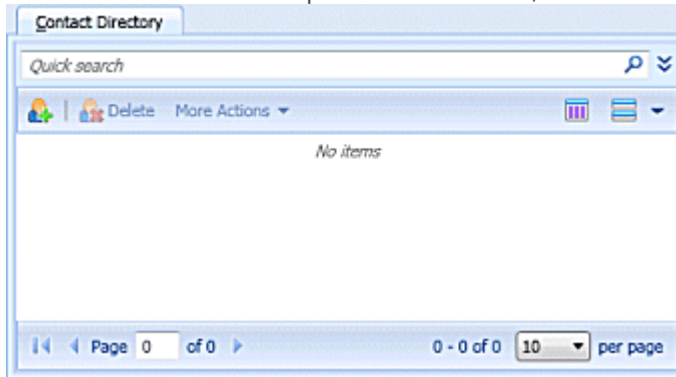 Contact Directory
Quick search
Delete More Actions
No items
Page 0 of 0 0 - 0 of 0 10 per page